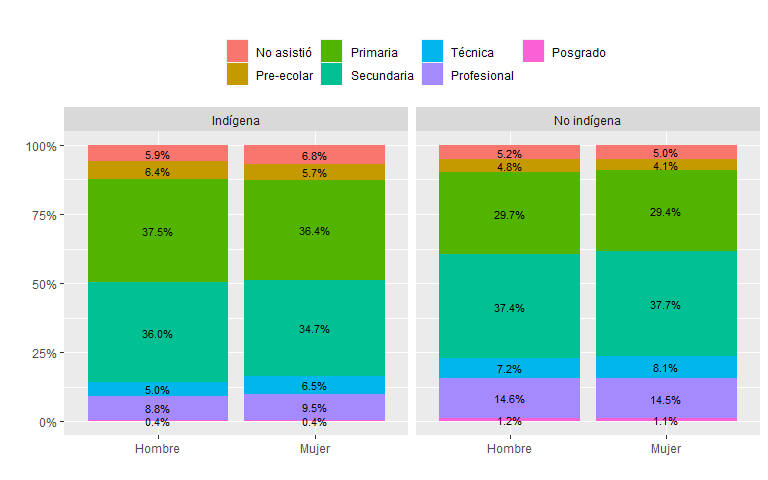 No asistió Primaria Técnica Posgrado
Pre-ecolar Secundaria Profesional
Indígena No indígena
100%
75%
50%
25%
0%
5.9% 6.8% 5.2% 5.0%
6.4% 5.7% 4.8% 4.1%
37.5% 36.4% 29.7% 29.4%
36.0% 34.7% 37.4% 37.7%
5.0% 6.5% 7.2% 8.1%
8.8% 9.5% 14.6% 14.5%
0.4% 0.4% 1.2% 1.1%
Hombre Mujer Hombre Mujer